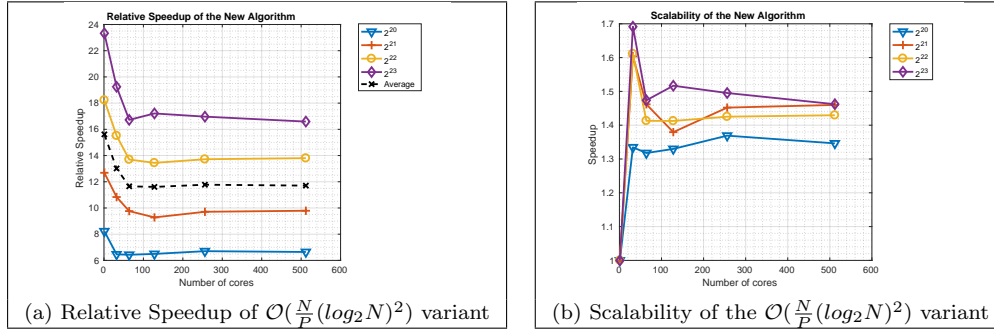 Relative Speedup of the New Algorithm
24
22
20
18
16
14
12
10
8
6
Relative Speedup
0 100 200 300 400 500 600
Number of cores
2^20
2^21
2^22
2^23
Average
(a) Relative Speedup of O(N/P (log₂N)²) variant
Scalability of the New Algorithm
1.7
1.6
1.5
1.4
1.3
1.2
1.1
1
Speedup
0 100 200 300 400 500 600
Number of cores
2^20
2^21
2^22
2^23
(b) Scalability of the O(N/P (log₂N)²) variant